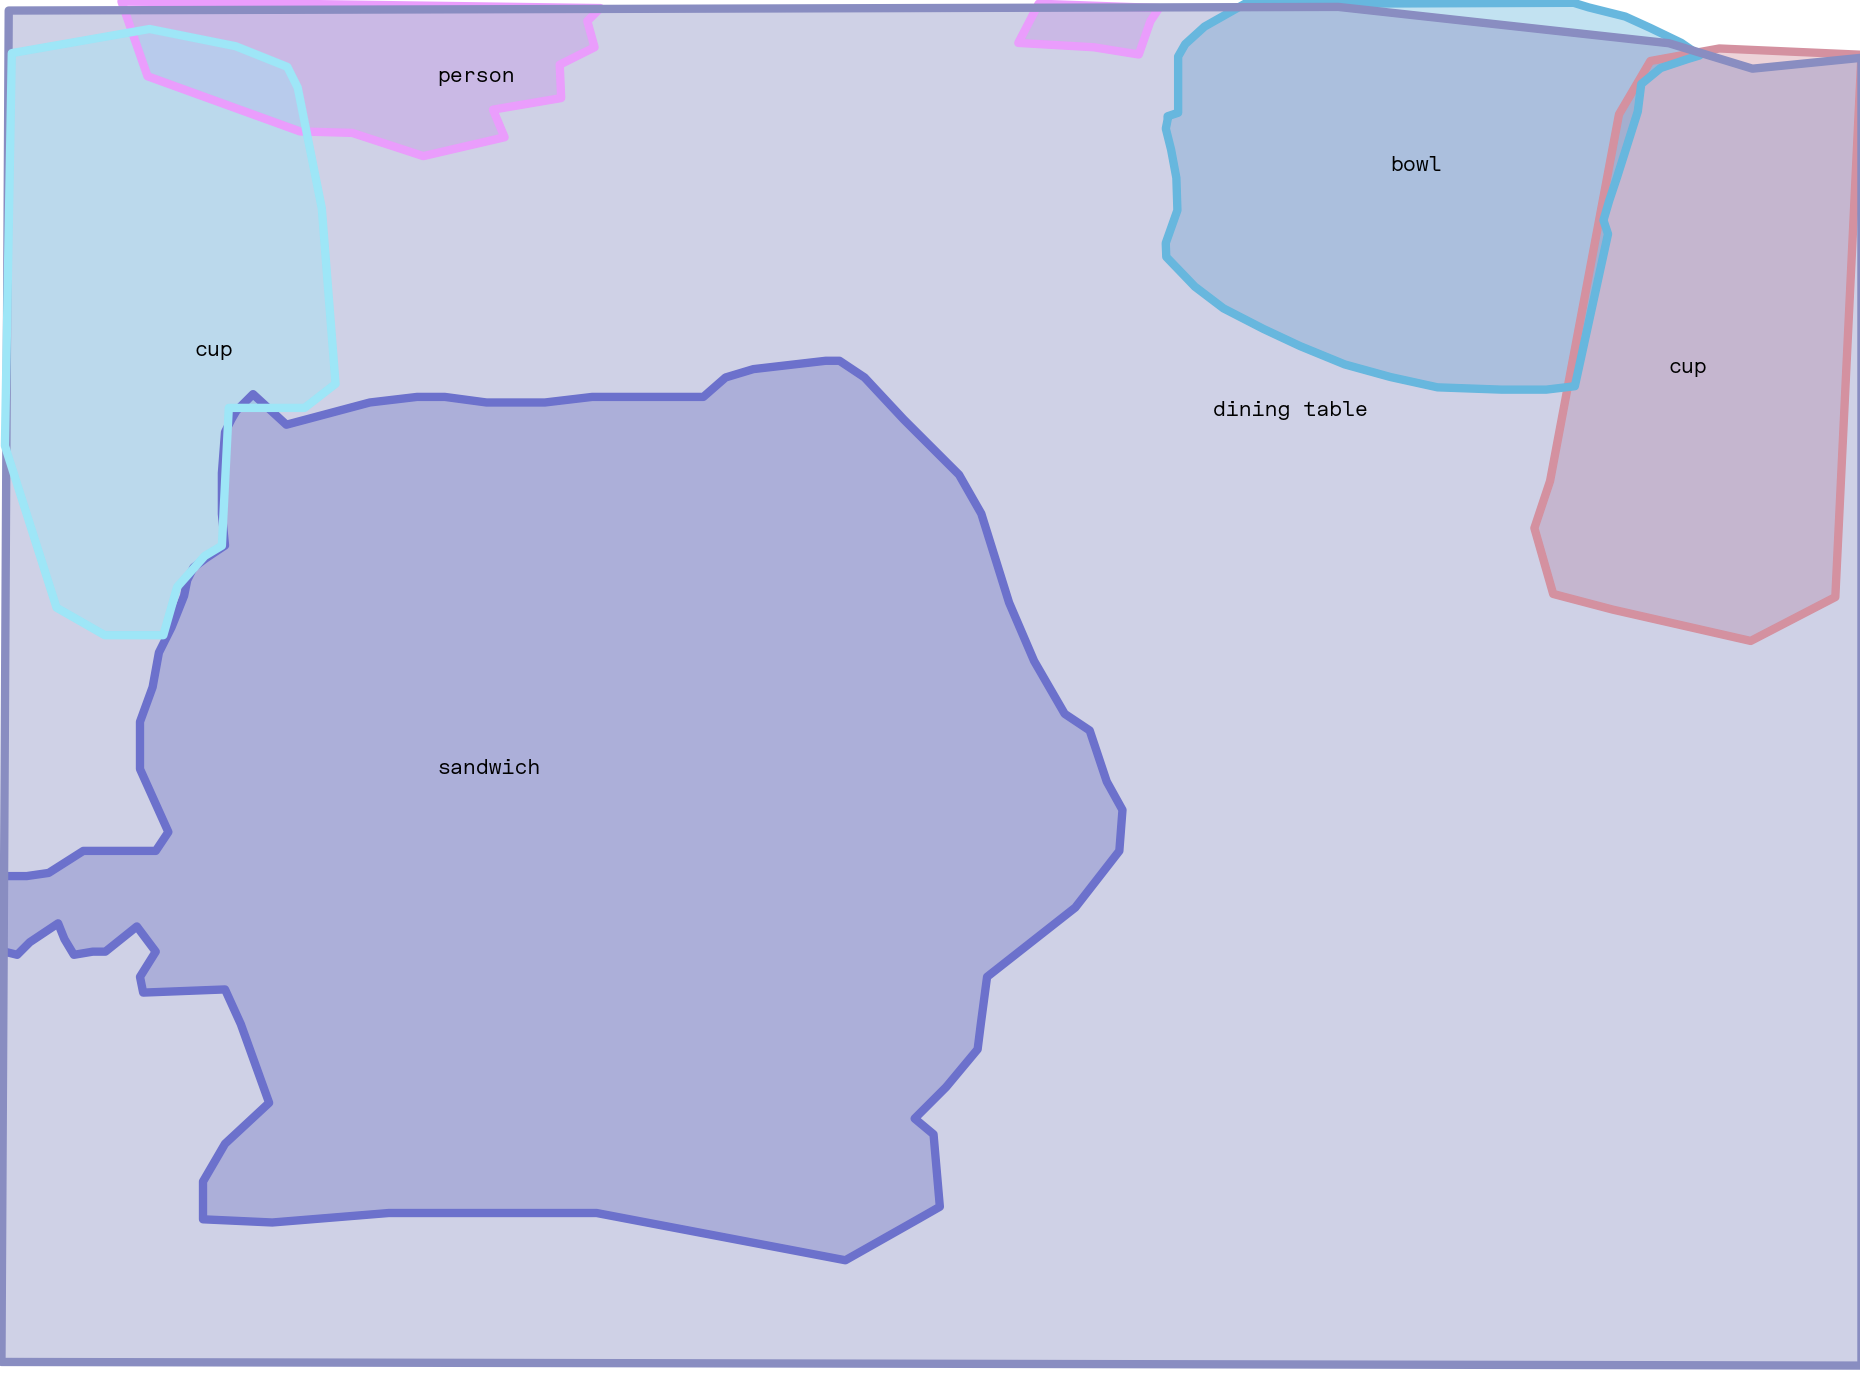 person
bowl
cup
cup
dining table
sandwich